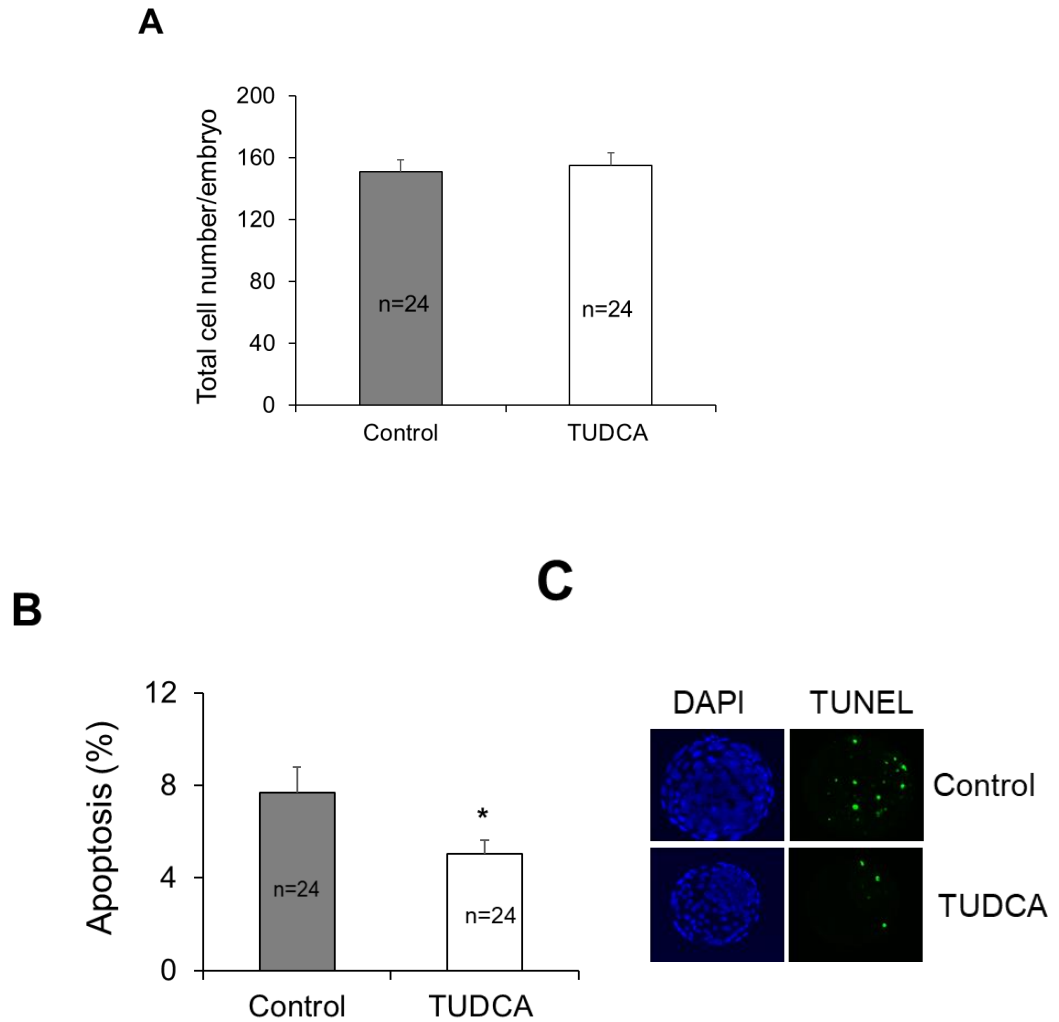 A
Total cell number/embryo
200
160
120
80
40
0
n=24
n=24
Control
TUDCA
B
Apoptosis (%)
12
8
4
0
*
n=24
n=24
Control
TUDCA
C
DAPI
TUNEL
Control
TUDCA